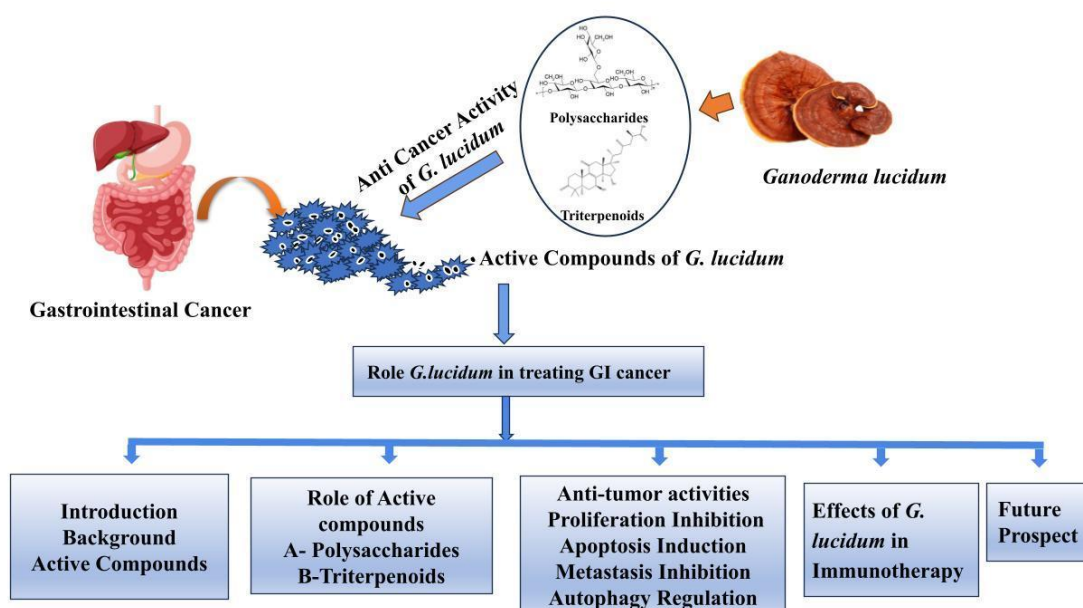 Polysaccharides
Triterpenoids
Anti Cancer Activity
of G. lucidum
Ganoderma lucidum
Active Compounds of G. lucidum
Gastrointestinal Cancer
Role G.lucidum in treating GI cancer
Introduction
Background
Active Compounds
Role of Active
compounds
A- Polysaccharides
B-Triterpenoids
Anti-tumor activities
Proliferation Inhibition
Apoptosis Induction
Metastasis Inhibition
Autophagy Regulation
Effects of G.
lucidum in
Immunotherapy
Future
Prospect